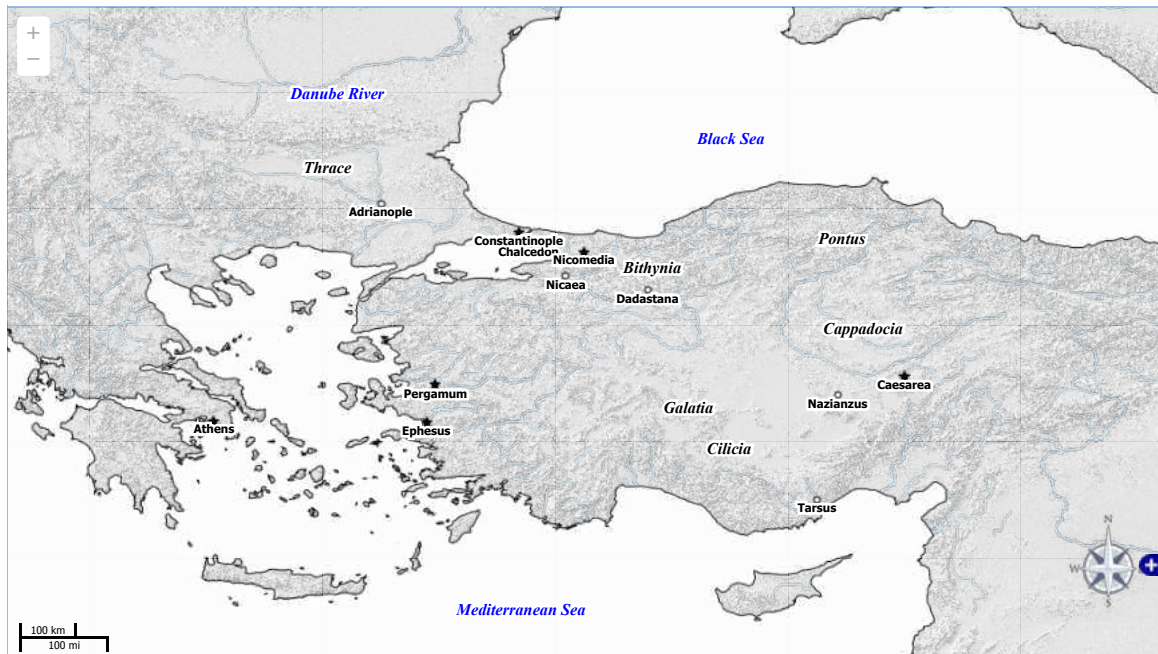 +
−
Danube River
Black Sea
Thrace
Adrianople
Constantinople
Chalcedon
Nicomedia
Pontus
Bithynia
Nicaea
Dadastana
Cappadocia
Caesarea
Pergamum
Nazianzus
Galatia
Athens
Ephesus
Cilicia
Tarsus
N
W
S
+
Mediterranean Sea
100 km
100 mi